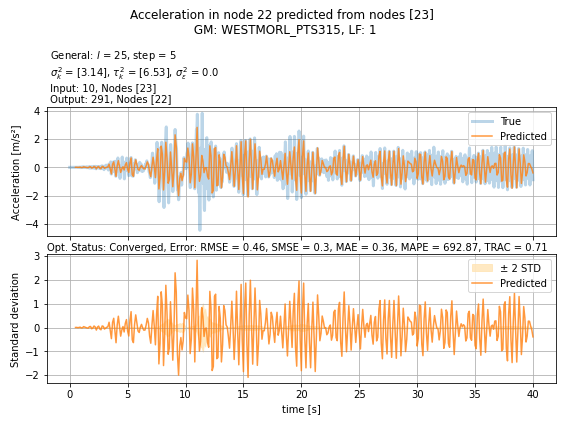 Acceleration in node 22 predicted from nodes [23]
GM: WESTMORL_PTS315, LF: 1
General: l = 25, step = 5
σ²ₖ = [3.14], τ²ₖ = [6.53], σ²ε = 0.0
Input: 10, Nodes [23]
Output: 291, Nodes [22]
Acceleration [m/s²]
4
2
0
−2
−4
True
Predicted
Opt. Status: Converged, Error: RMSE = 0.46, SMSE = 0.3, MAE = 0.36, MAPE = 692.87, TRAC = 0.71
Standard deviation
3
2
1
0
−1
−2
± 2 STD
Predicted
0 5 10 15 20 25 30 35 40
time [s]